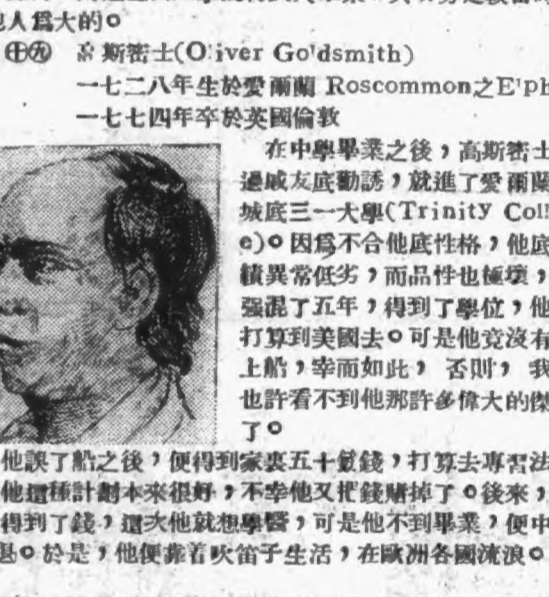 他人爲大的。
高斯密士(Oliver Goldsmith)
一七二八年生於愛爾蘭 Roscommon之E'ph
一七七四年卒於英國倫敦
在中學畢業之後，高斯密士
過戚友底勸誘，就進了愛爾蘭
城底三一大學(Trinity Coll
e)。因爲不合他底性格，他底
績異常低劣，而品性也極壞，
强混了五年，得到了學位，他
打算到美國去。可是他竟沒有
上船，幸而如此， 否則， 我
也許看不到他那許多偉大的傑
了。
他誤了船之後，便得到家裏五十鎊錢，打算去專習法
他這種計劃本來很好，不幸他又把錢賭掉了。後來，
得到了錢，這次他就想學醫，可是他不到畢業，便中
退。於是，他便靠着吹笛子生活，在歐洲各國流浪。